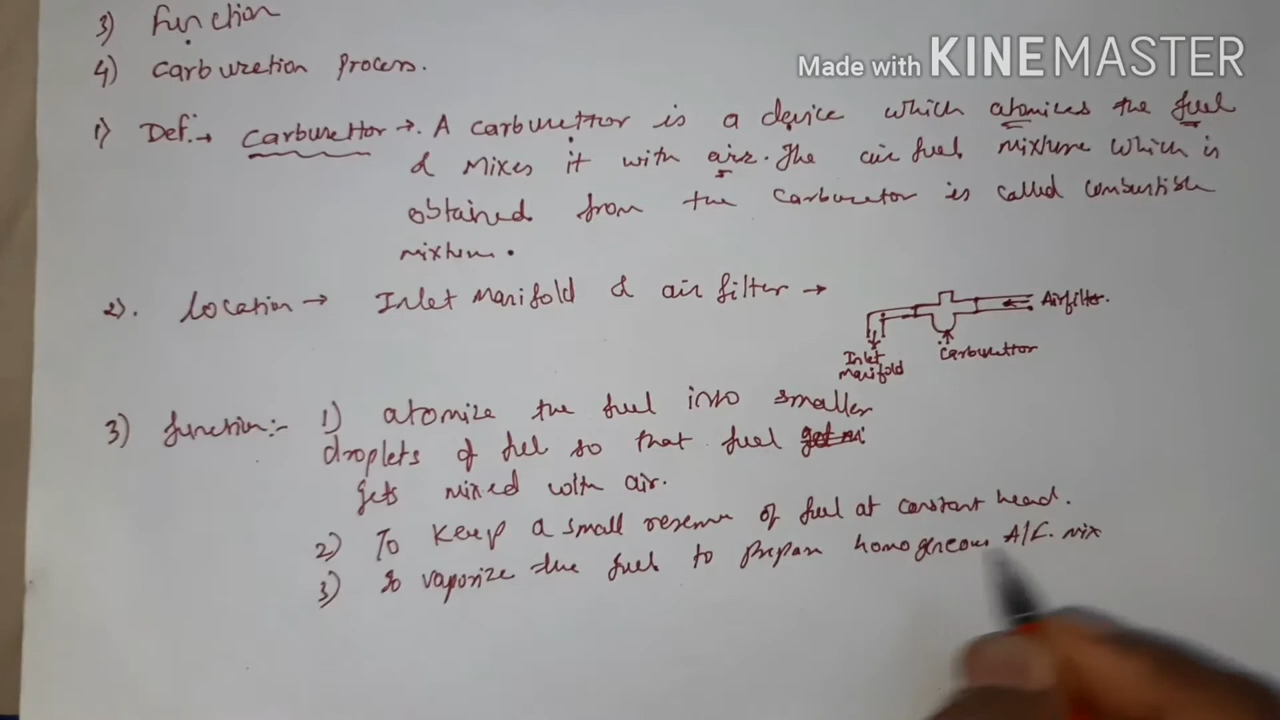 3) Function
4) Carburetion Process.
Made with KINEMASTER
1) Def:→ Carburettor →. A carburettor is a device which atomices the fuel
& Mixes it with air. The air fuel mixture which is
obtained from the Carburetor is called Combustible
mixture.
2). Location → Inlet Manifold & air filter →
Airfilter.
Inlet Manifold
Carburettor
3) Function:- 1) atomize the fuel into smaller
droplets of fuel so that fuel get mi
gets mixed with air.
2) To Keep a small reserve of fuel at constant head.
3) To vaporize the fuel to prepare homogneous A/F. mix